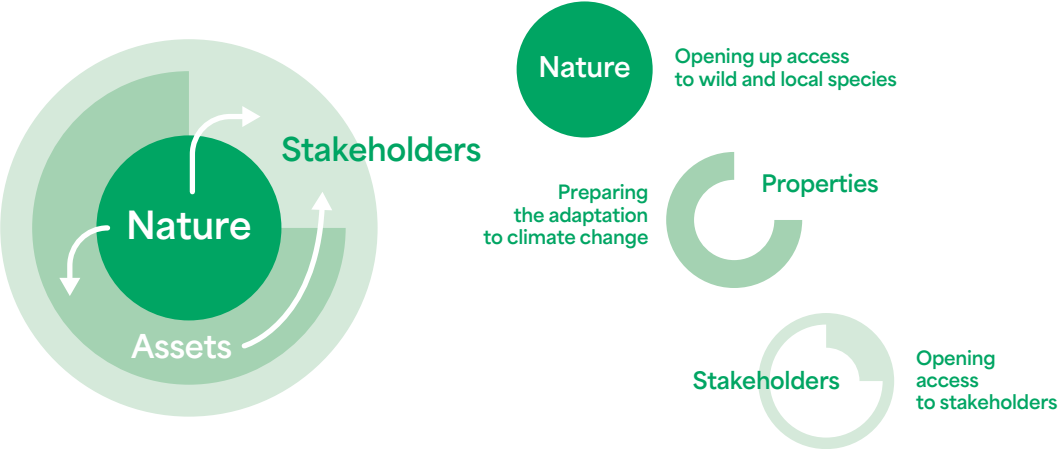 Stakeholders
Nature
Assets
Nature
Opening up access
to wild and local species
Preparing
the adaptation
to climate change
Properties
Stakeholders
Opening
access
to stakeholders